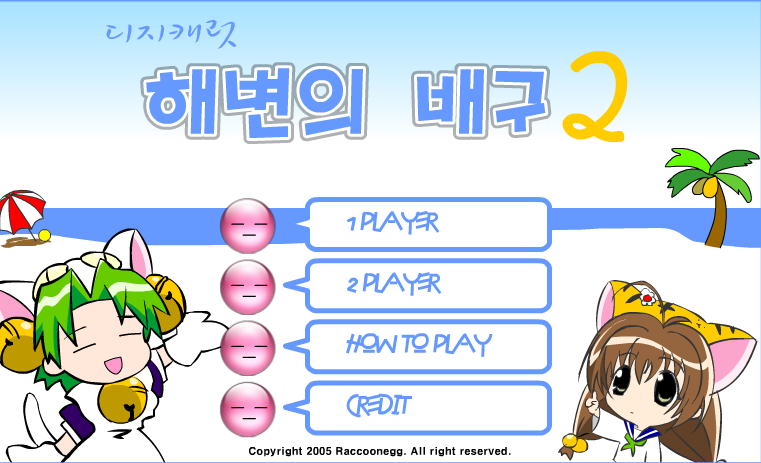 디지캐럿
해변의 배구 2
1 PLAYER
2 PLAYER
HOW TO PLAY
CREDIT
Copyright 2005 Raccoonegg. All right reserved.